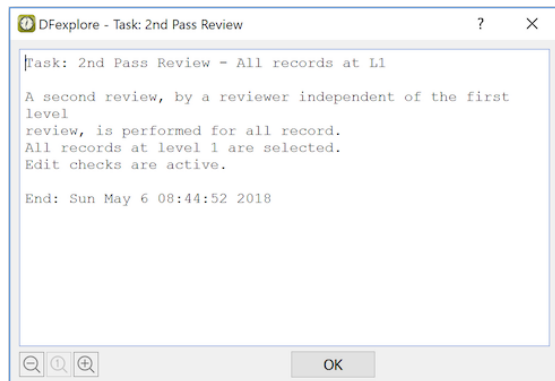 DFexplore - Task: 2nd Pass Review
Task: 2nd Pass Review - All records at L1
A second review, by a reviewer independent of the first
level
review, is performed for all record.
All records at level 1 are selected.
Edit checks are active.
End: Sun May 6 08:44:52 2018
1
OK